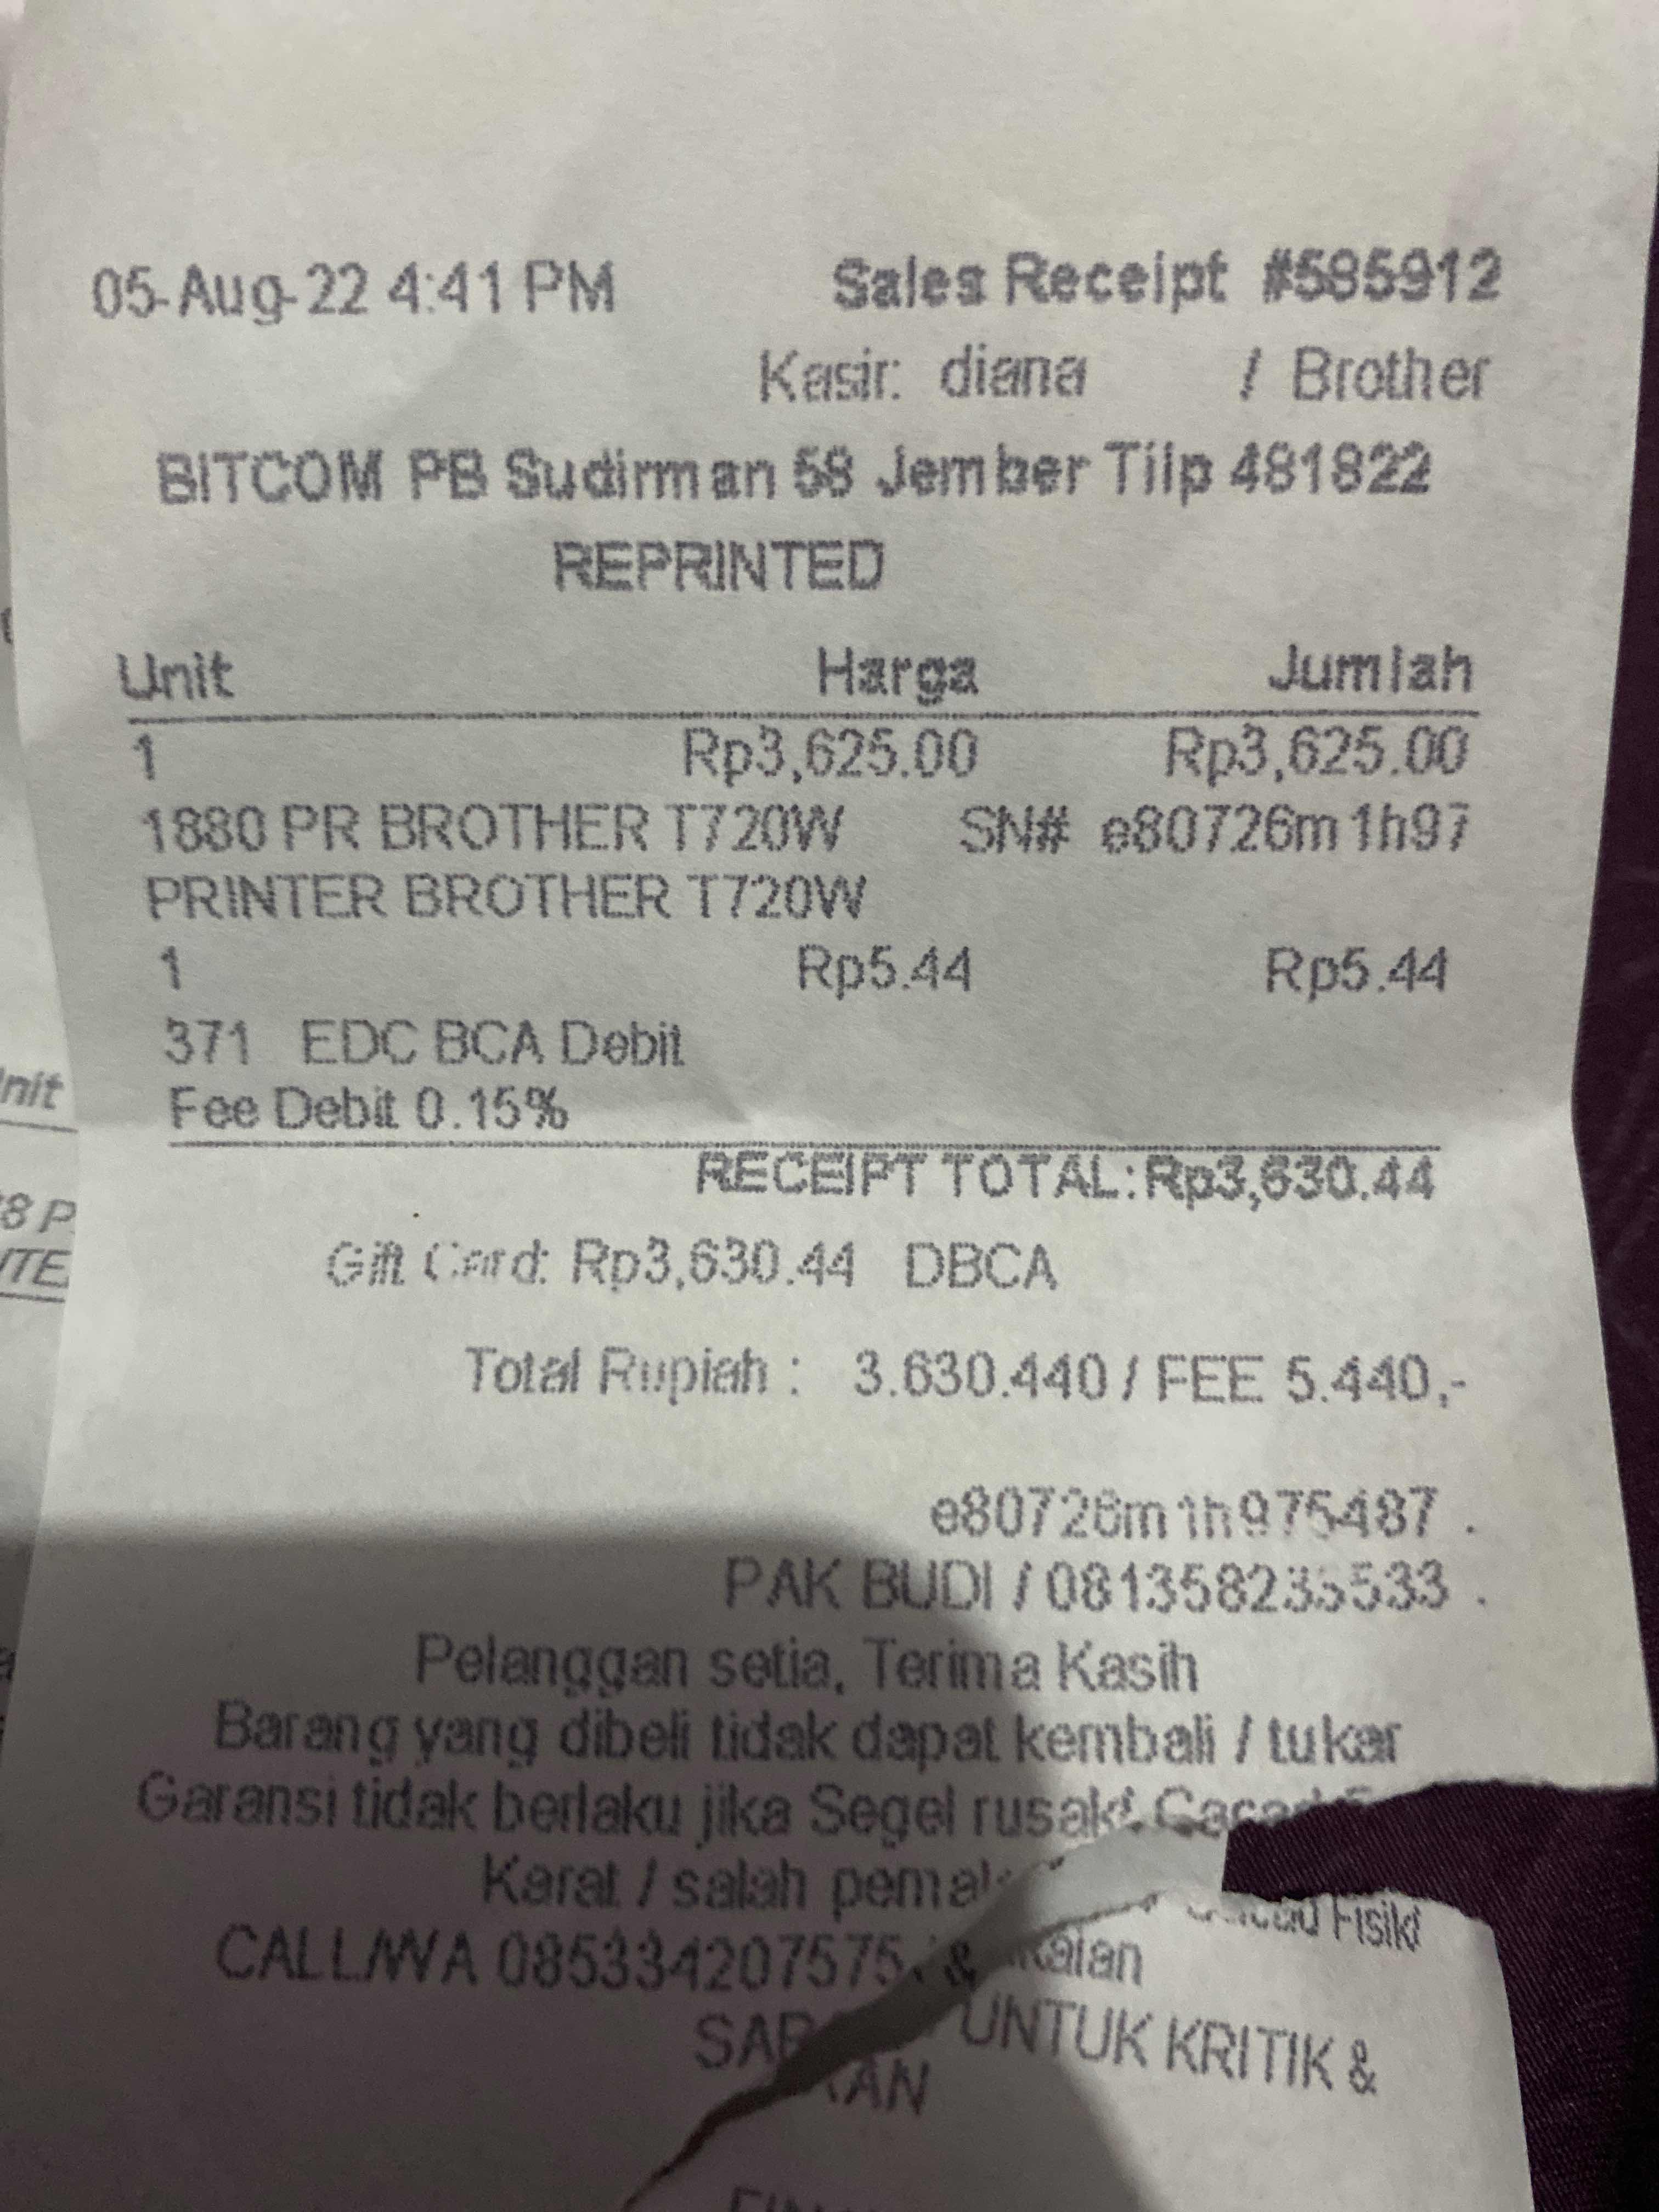 05-Aug-22 4:41 PM Sales Receipt #585912
Kasir: diana / Brother
BITCOM PB Sudirman 58 Jember Tilp 481822
REPRINTED
Unit Harga Jumlah
1 Rp3,625.00 Rp3,625.00
1880 PR BROTHER T720W SN# e80726m1h97
PRINTER BROTHER T720W
1 Rp5.44 Rp5.44
371 EDC BCA Debit
Fee Debit 0.15%
RECEIPT TOTAL: Rp3,630.44
Gift Card: Rp3,630.44 DBCA
Total Rupiah : 3.630.440 / FEE 5.440,-
e80726m1h975487 .
PAK BUDI / .
Pelanggan setia, Terima Kasih
Barang yang dibeli tidak dapat kembali / tukar
Garansi tidak berlaku jika Segel rusak/ Cacad Fisik/
Karat / salah pemakaian
CALL/WA 085334207575 UNTUK KRITIK &
SARAN
nit
8 P